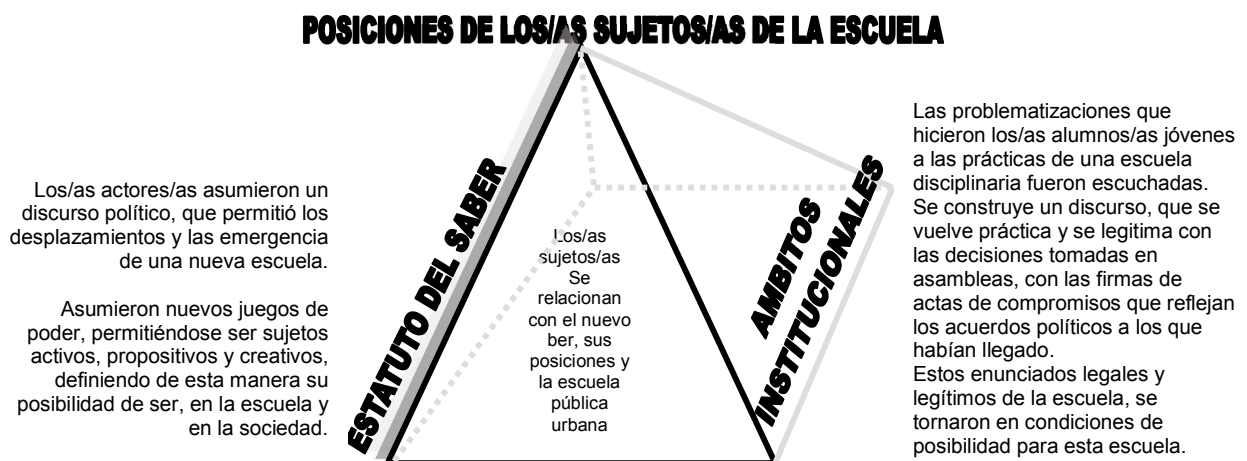 POSICIONES DE LOS/AS SUJETOS/AS DE LA ESCUELA
Los/as actores/as asumieron un
discurso político, que permitió los
desplazamientos y las emergencia
de una nueva escuela.
Asumieron nuevos juegos de
poder, permitiéndose ser sujetos
activos, propositivos y creativos,
definiendo de esta manera su
posibilidad de ser, en la escuela y
en la sociedad.
ESTATUTO DEL SABER
Los/as
sujetos/as
Se
relacionan
con el nuevo
ber, sus
posiciones y
la escuela
pública
urbana
AMBITOS
INSTITUCIONALES
Las problematizaciones que
hicieron los/as alumnos/as jóvenes
a las prácticas de una escuela
disciplinaria fueron escuchadas.
Se construye un discurso, que se
vuelve práctica y se legitima con
las decisiones tomadas en
asambleas, con las firmas de
actas de compromisos que reflejan
los acuerdos políticos a los que
habían llegado.
Estos enunciados legales y
legítimos de la escuela, se
tornaron en condiciones de
posibilidad para esta escuela.